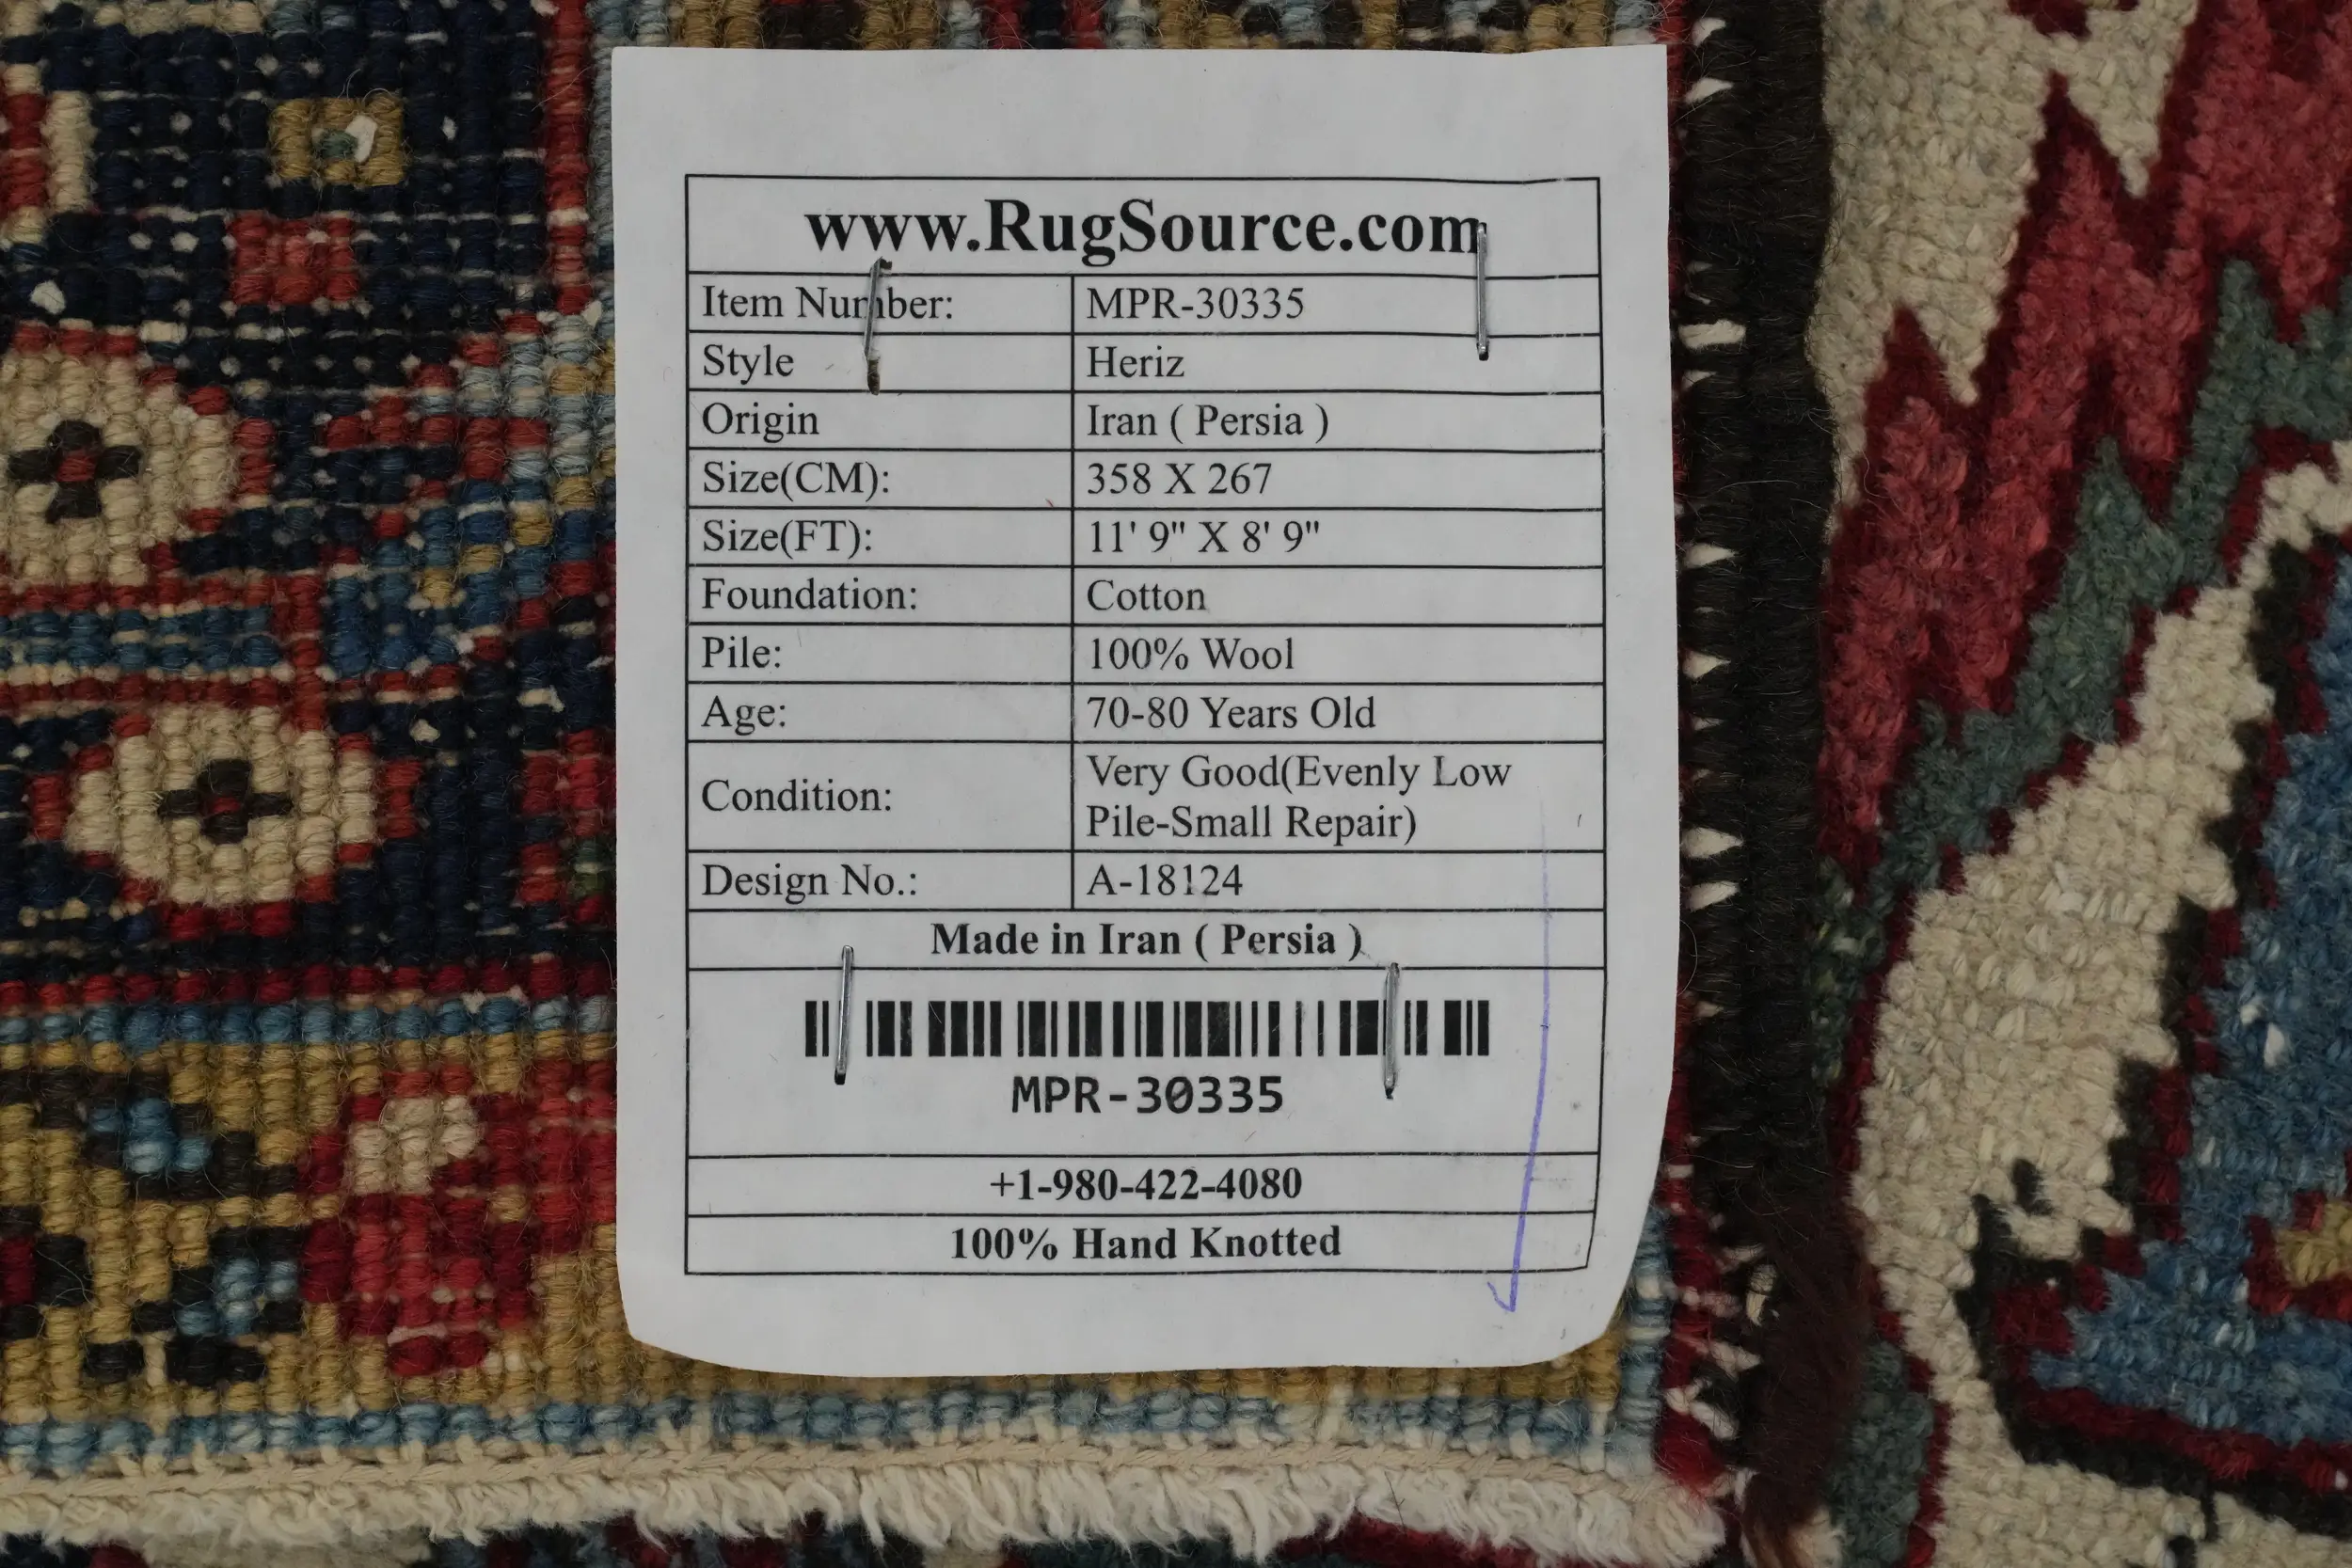 www.RugSource.com
Item Number: MPR-30335
Style Heriz
Origin Iran ( Persia )
Size(CM): 358 X 267
Size(FT): 11' 9" X 8' 9"
Foundation: Cotton
Pile: 100% Wool
Age: 70-80 Years Old
Condition: Very Good(Evenly Low
Pile-Small Repair)
Design No.: A-18124
Made in Iran ( Persia )
MPR-30335
+1-980-422-4080
100% Hand Knotted